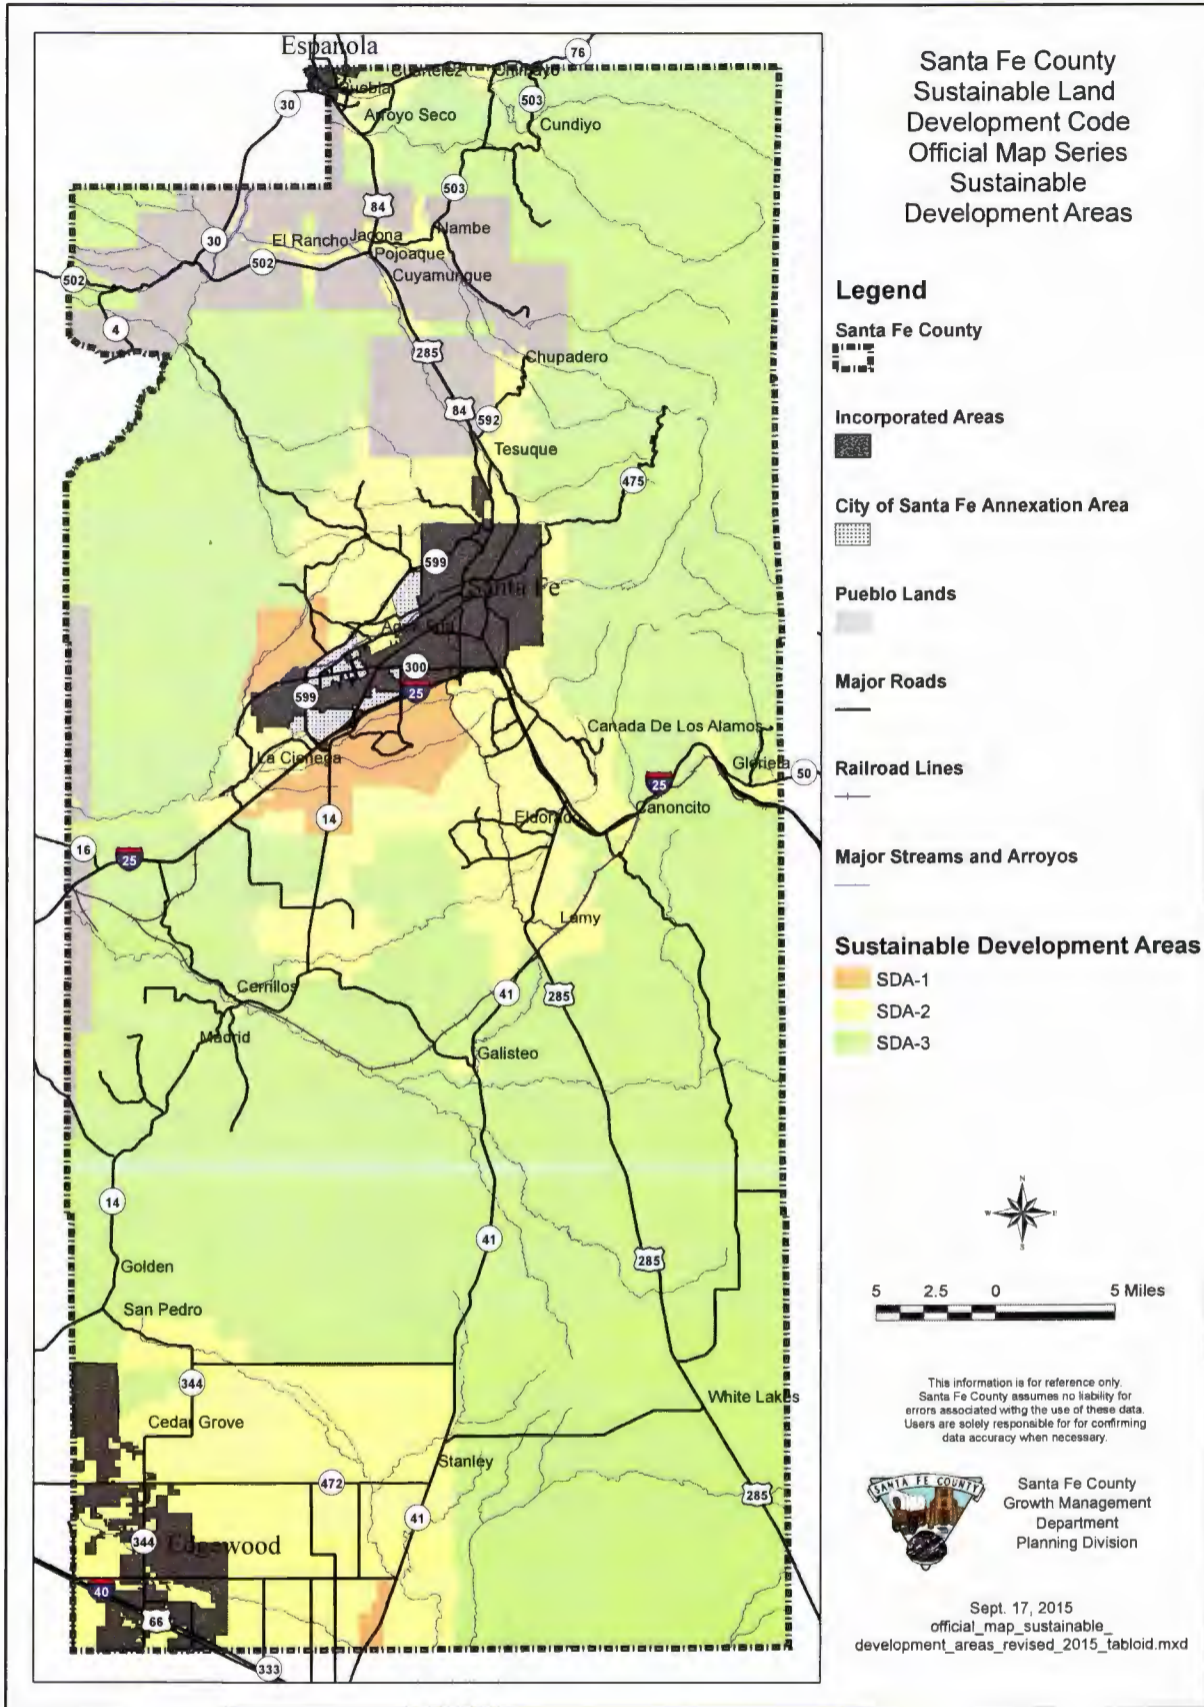 Santa Fe County
Sustainable Land
Development Code
Official Map Series
Sustainable
Development Areas
Legend
Santa Fe County
Incorporated Areas
City of Santa Fe Annexation Area
Pueblo Lands
Major Roads
Railroad Lines
Major Streams and Arroyos
Sustainable Development Areas
SDA-1
SDA-2
SDA-3
N
W E
S
5 2.5 0 5 Miles
This information is for reference only.
Santa Fe County assumes no liability for
errors associated withg the use of these data.
Users are solely responsible for for confirming
data accuracy when necessary.
SANTA FE COUNTY
Santa Fe County
Growth Management
Department
Planning Division
Sept. 17, 2015
official_map_sustainable_
development_areas_revised_2015_tabloid.mxd
Espanola
76
30
503
Arroyo Seco
Cundiyo
503
84
30
El Rancho
Jacona
Nambe
Pojoaque
502
502
Cuyamungue
4
285
Chupadero
84
592
Tesuque
475
599
Santa Fe
300
25
599
Canada De Los Alamos
La Cienega
Glorieta
50
25
14
Eldorado
Canoncito
16
25
Lamy
Cerrillos
41
285
Madrid
Galisteo
14
41
285
Golden
San Pedro
344
White Lakes
Cedar Grove
Stanley
472
285
41
344
Edgewood
40
66
333